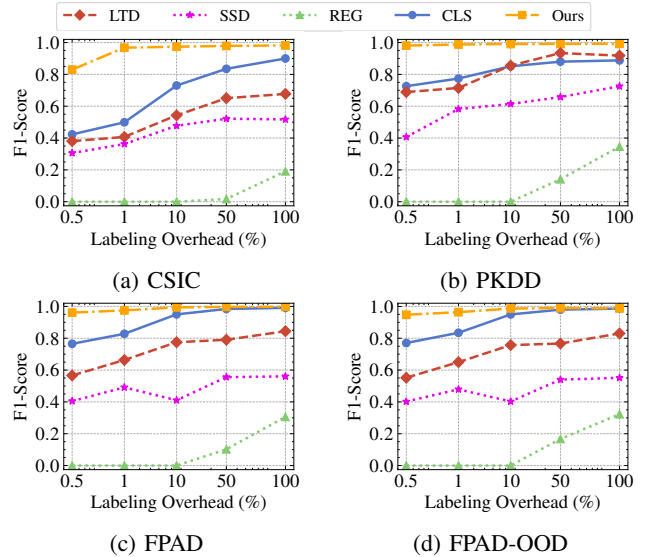 LTD SSD REG CLS Ours
1.0 0.8 0.6 0.4 0.2 0.0
F1-Score
0.5 1 10 50 100
Labeling Overhead (%)
(a) CSIC
1.0 0.8 0.6 0.4 0.2 0.0
F1-Score
0.5 1 10 50 100
Labeling Overhead (%)
(b) PKDD
1.0 0.8 0.6 0.4 0.2 0.0
F1-Score
0.5 1 10 50 100
Labeling Overhead (%)
(c) FPAD
1.0 0.8 0.6 0.4 0.2 0.0
F1-Score
0.5 1 10 50 100
Labeling Overhead (%)
(d) FPAD-OOD